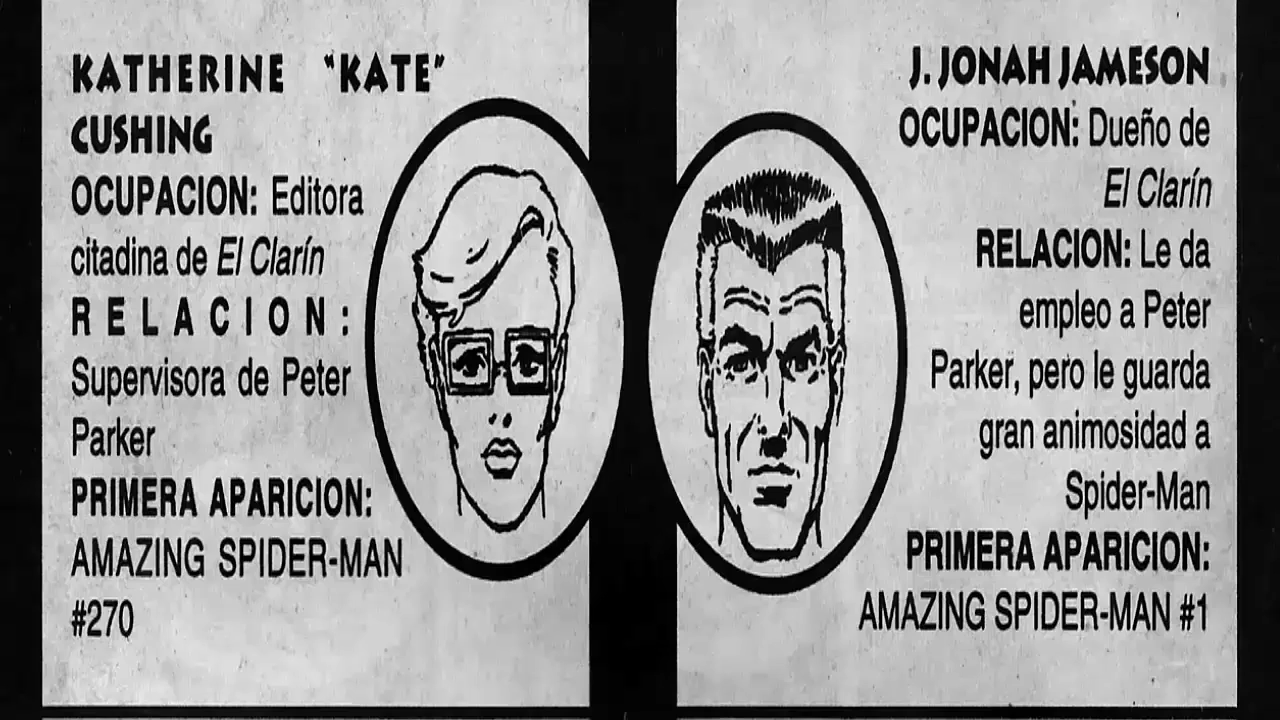 KATHERINE "KATE"
CUSHING
OCUPACION: Editora
citadina de El Clarín
RELACION:
Supervisora de Peter
Parker
PRIMERA APARICION:
AMAZING SPIDER-MAN
#270
J. JONAH JAMESON
OCUPACION: Dueño de
El Clarín
RELACION: Le da
empleo a Peter
Parker, pero le guarda
gran animosidad a
Spider-Man
PRIMERA APARICION:
AMAZING SPIDER-MAN #1